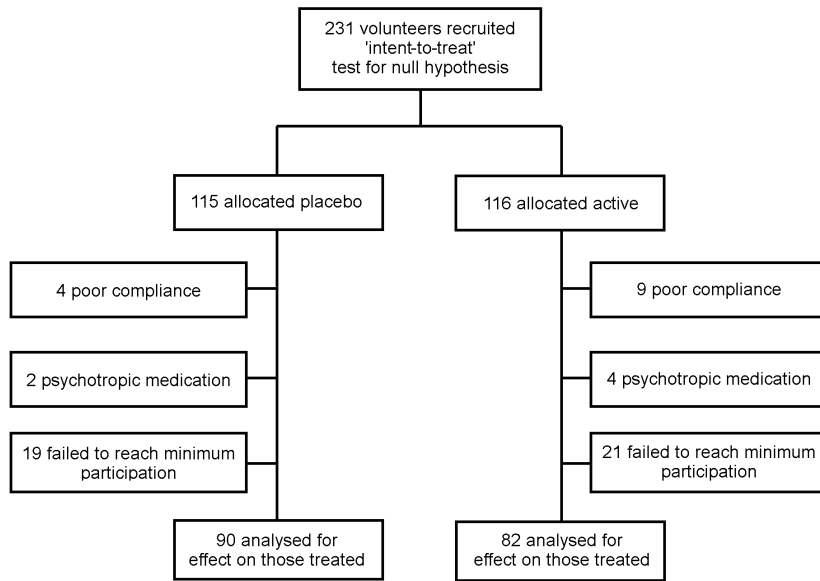 231 volunteers recruited
'intent-to-treat'
test for null hypothesis
115 allocated placebo
116 allocated active
4 poor compliance
9 poor compliance
2 psychotropic medication
4 psychotropic medication
19 failed to reach minimum
participation
21 failed to reach minimum
participation
90 analysed for
effect on those treated
82 analysed for
effect on those treated